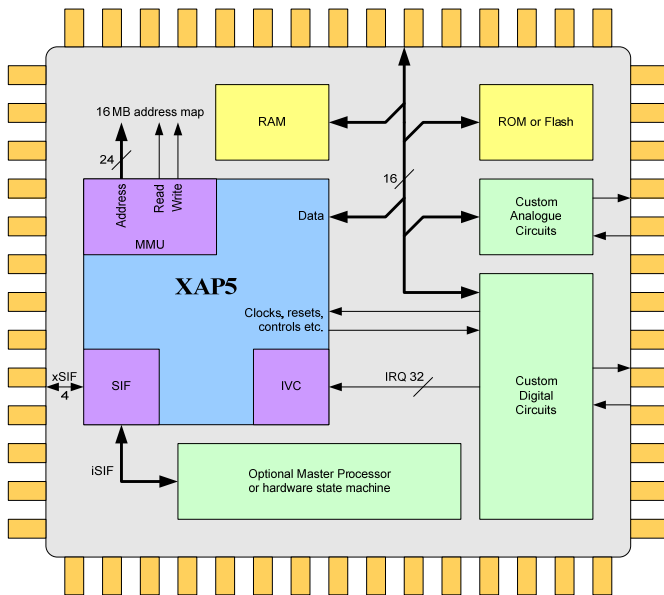 16 MB address map
24
Address
Read
Write
MMU
RAM
ROM or Flash
16
Data
Custom
Analogue
Circuits
XAP5
Clocks, resets,
controls etc.
xSIF
4
SIF
IVC
IRQ 32
Custom
Digital
Circuits
iSIF
Optional Master Processor
or hardware state machine